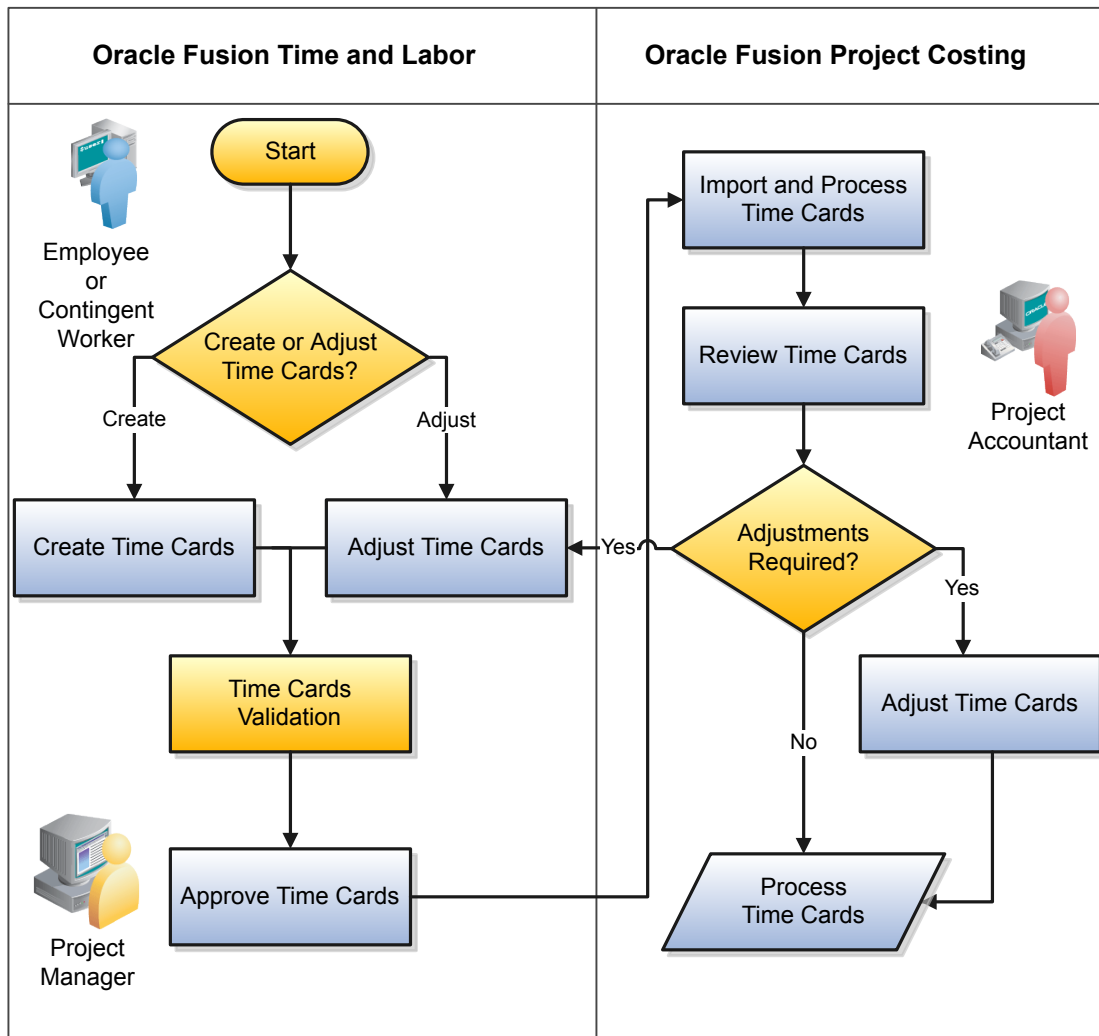 Oracle Fusion Time and Labor
Oracle Fusion Project Costing
Start
Employee
or
Contingent
Worker
Create or Adjust
Time Cards?
Create
Adjust
Create Time Cards
Adjust Time Cards
Time Cards
Validation
Approve Time Cards
Project
Manager
Import and Process
Time Cards
Review Time Cards
ORACLE
Project
Accountant
Adjustments
Required?
Yes
Yes
No
Adjust Time Cards
Process
Time Cards